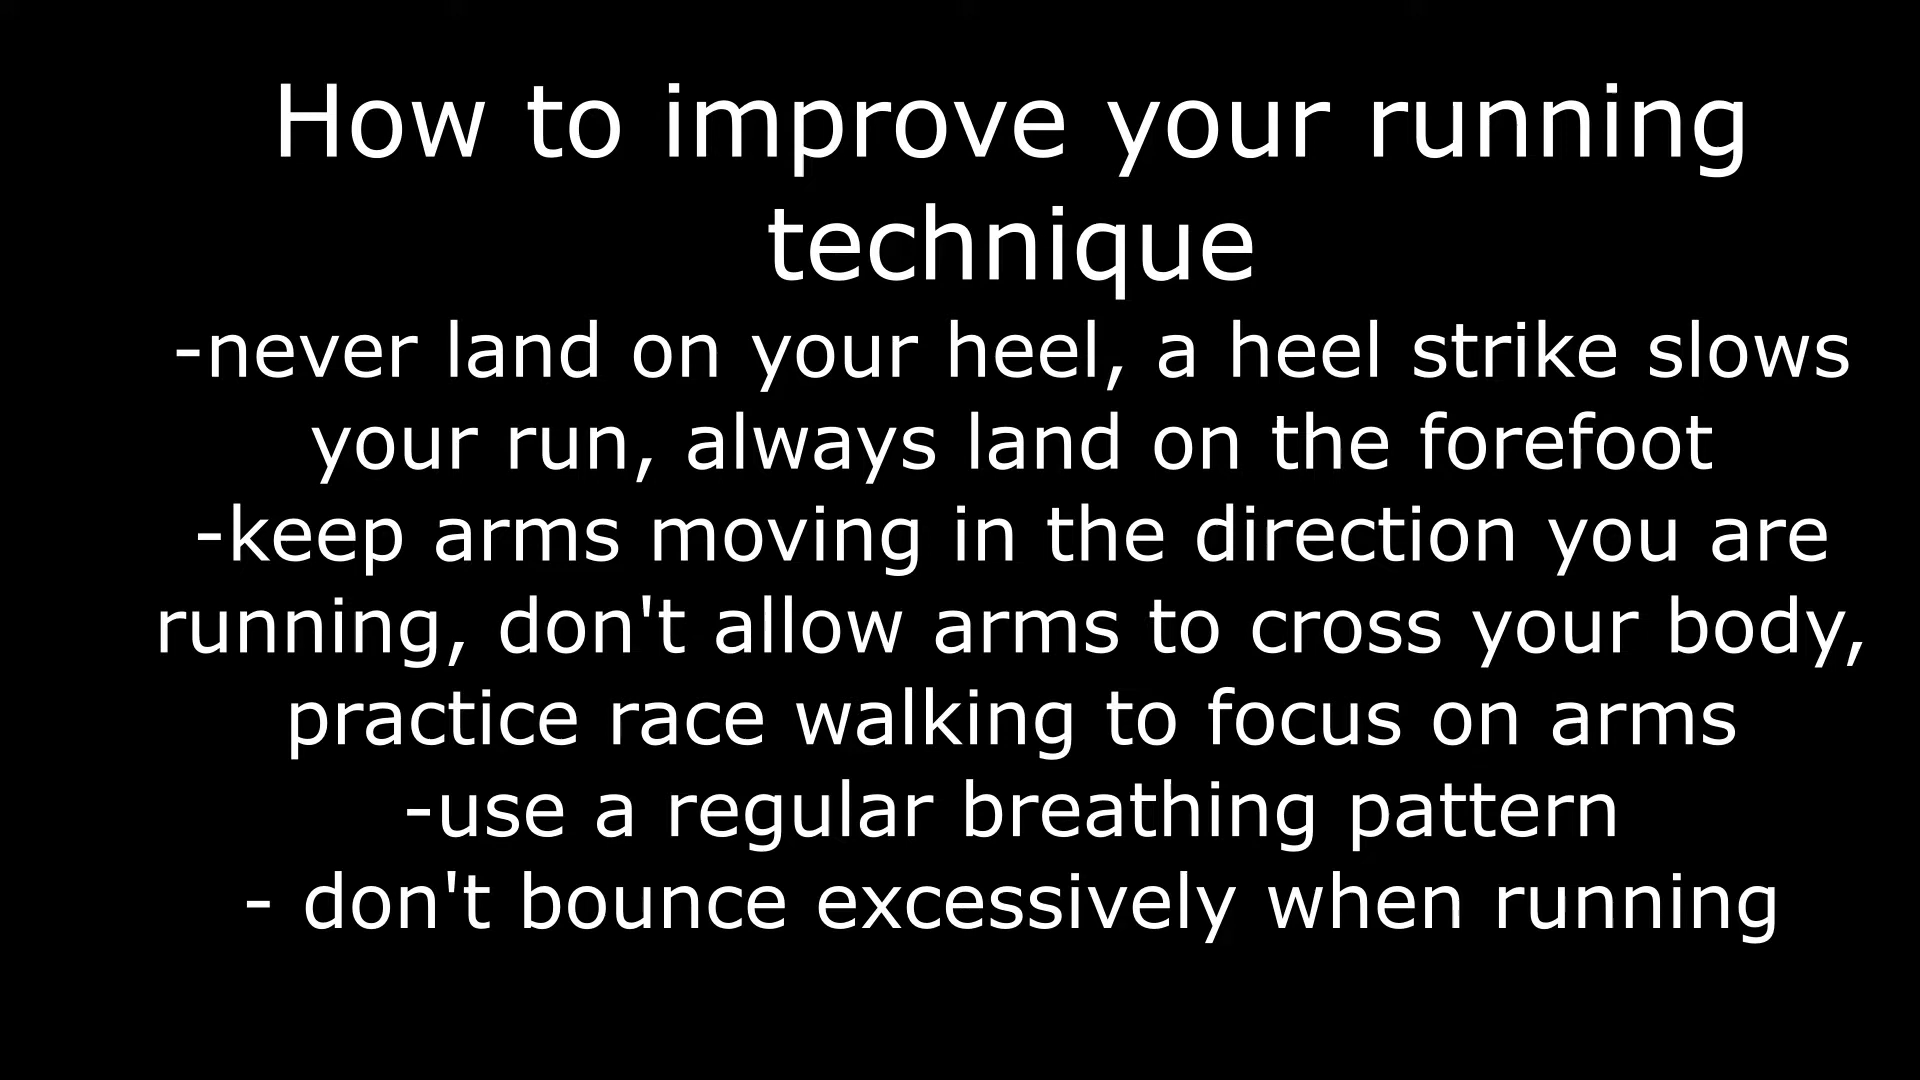 How to improve your running
technique
-never land on your heel, a heel strike slows
your run, always land on the forefoot
-keep arms moving in the direction you are
running, don't allow arms to cross your body,
practice race walking to focus on arms
-use a regular breathing pattern
- don't bounce excessively when running